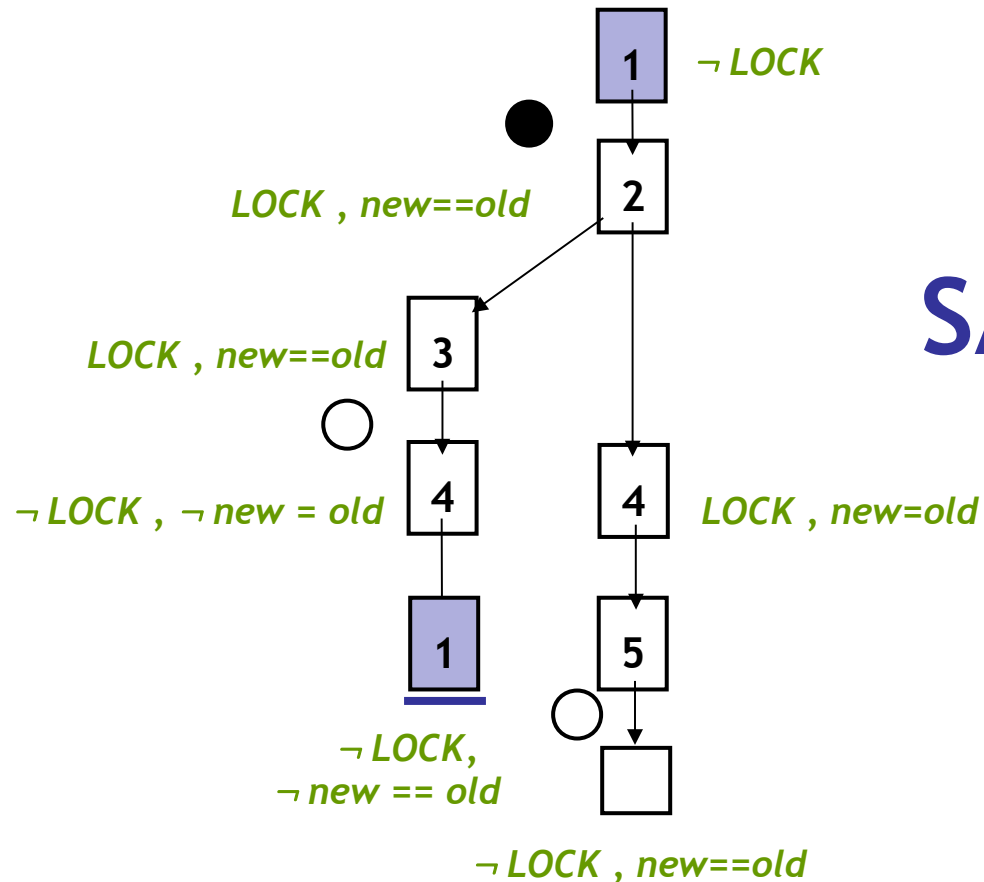 1 ¬ LOCK
2
LOCK , new==old
SA
LOCK , new==old 3
¬ LOCK , ¬ new = old 4 4 LOCK , new=old
1 5
¬ LOCK,
¬ new == old
¬ LOCK , new==old